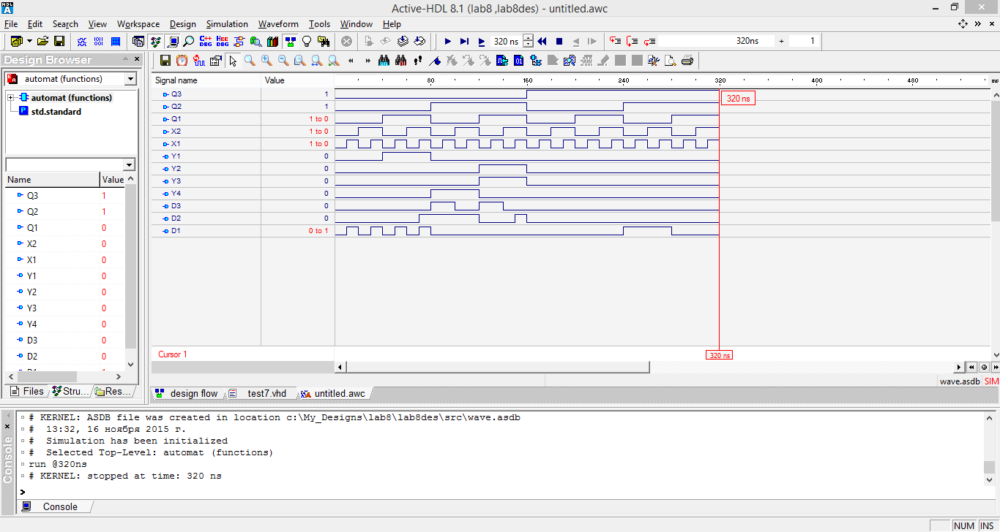 Active-HDL 8.1 (lab8 ,lab8des) - untitled.awc
File Edit Search View Workspace Design Simulation Waveform Tools Window Help
320 ns 320ns + 1
Design Browser
automat (functions)
automat (functions)
std.standard
Name Value
Q3 1
Q2 1
Q1 0
X2 0
X1 0
Y1 0
Y2 0
Y3 0
Y4 0
D3 0
D2 0
Files Stru... Res...
Signal name Value 80 160 240 320 400 480
Q3 1
Q2 1
Q1 1 to 0
X2 1 to 0
X1 1 to 0
Y1 0
Y2 0
Y3 0
Y4 0
D3 0
D2 0
D1 0 to 1
320 ns
Cursor 1 320 ns
wave.asdb SIM
design flow test7.vhd untitled.awc
# KERNEL: ASDB file was created in location c:\My_Designs\lab8\lab8des\src\wave.asdb
# 13:32, 16 ноября 2015 г.
# Simulation has been initialized
# Selected Top-Level: automat (functions)
run @320ns
# KERNEL: stopped at time: 320 ns
>
Console
Console
NUM INS